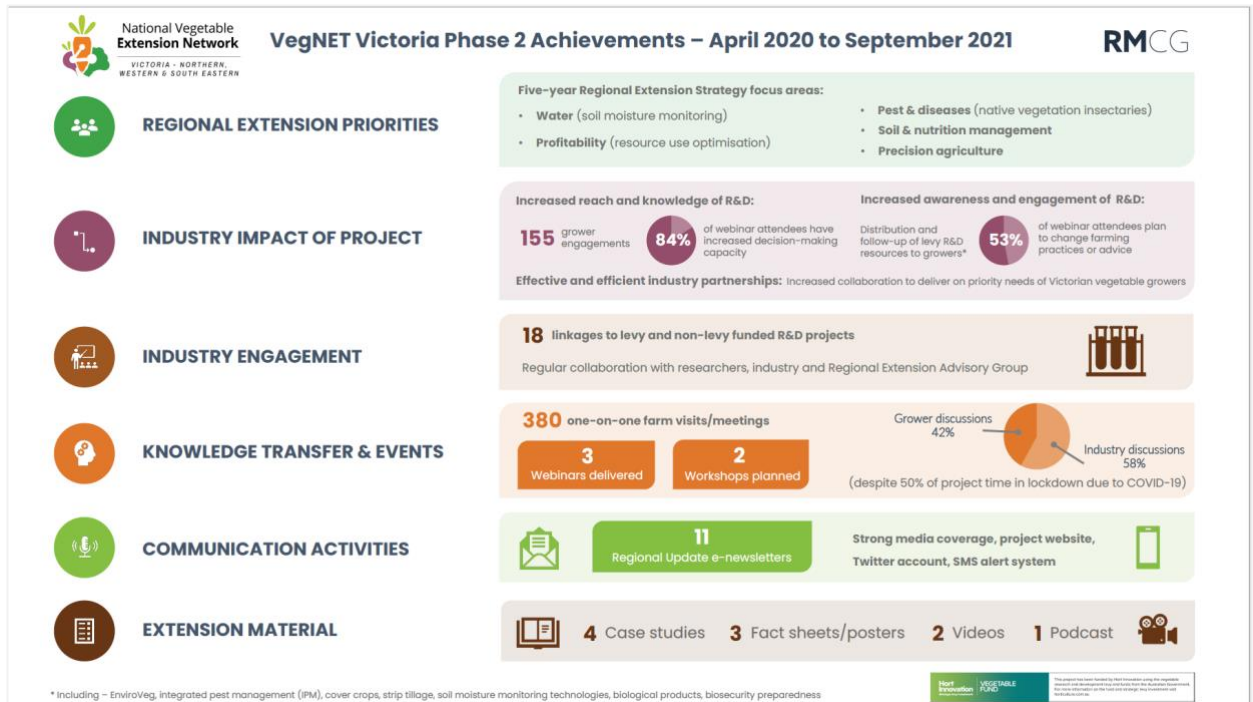 National Vegetable
Extension Network
VICTORIA - NORTHERN,
WESTERN & SOUTH EASTERN
VegNET Victoria Phase 2 Achievements – April 2020 to September 2021
RMCG
REGIONAL EXTENSION PRIORITIES
Five-year Regional Extension Strategy focus areas:
• Water (soil moisture monitoring)
• Profitability (resource use optimisation)
• Pest & diseases (native vegetation insectaries)
• Soil & nutrition management
• Precision agriculture
INDUSTRY IMPACT OF PROJECT
Increased reach and knowledge of R&D:
155 grower
engagements
84%
of webinar attendees have
increased decision-making
capacity
Increased awareness and engagement of R&D:
Distribution and
follow-up of levy R&D
resources to growers*
53%
of webinar attendees plan
to change farming
practices or advice
Effective and efficient industry partnerships: Increased collaboration to deliver on priority needs of Victorian vegetable growers
INDUSTRY ENGAGEMENT
18 linkages to levy and non-levy funded R&D projects
Regular collaboration with researchers, industry and Regional Extension Advisory Group
KNOWLEDGE TRANSFER & EVENTS
380 one-on-one farm visits/meetings
3
Webinars delivered
2
Workshops planned
Grower discussions
42%
Industry discussions
58%
(despite 50% of project time in lockdown due to COVID-19)
COMMUNICATION ACTIVITIES
11
Regional Update e-newsletters
Strong media coverage, project website,
Twitter account, SMS alert system
EXTENSION MATERIAL
4 Case studies
3 Fact sheets/posters
2 Videos
1 Podcast
* Including – EnviroVeg, integrated pest management (IPM), cover crops, strip tillage, soil moisture monitoring technologies, biological products, biosecurity preparedness
Hort
Innovation
VEGETABLE
FUND